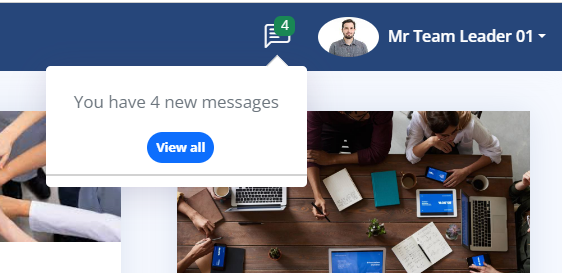 4
Mr Team Leader 01
You have 4 new messages
View all